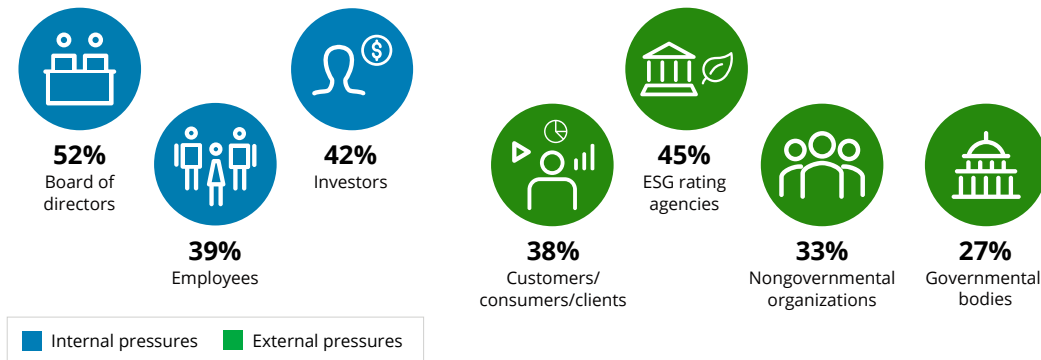 52%
Board of
directors
39%
Employees
42%
Investors
$
38%
Customers/
consumers/clients
45%
ESG rating
agencies
33%
Nongovernmental
organizations
27%
Governmental
bodies
Internal pressures
External pressures